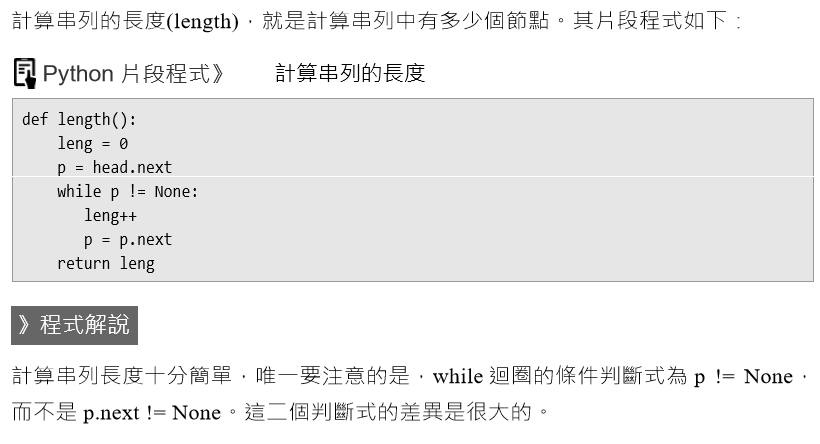 計算串列的長度(length)，就是計算串列中有多少個節點。其片段程式如下：
Python 片段程式》 計算串列的長度
def length():
    leng = 0
    p = head.next
    while p != None:
        leng++
        p = p.next
    return leng
》程式解說
計算串列長度十分簡單，唯一要注意的是，while 迴圈的條件判斷式為 p != None，
而不是 p.next != None。這二個判斷式的差異是很大的。